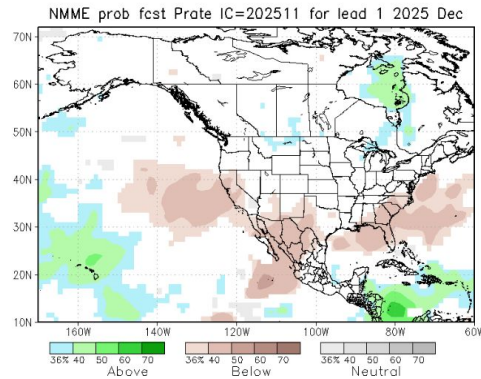 NMME prob fcst Prate IC=202511 for lead 1 2025 Dec
70N
60N
50N
40N
30N
20N
10N
160W 140W 120W 100W 80W 60W
36% 40 50 60 70 36% 40 50 60 70 36% 40 50 60 70
Above Below Neutral